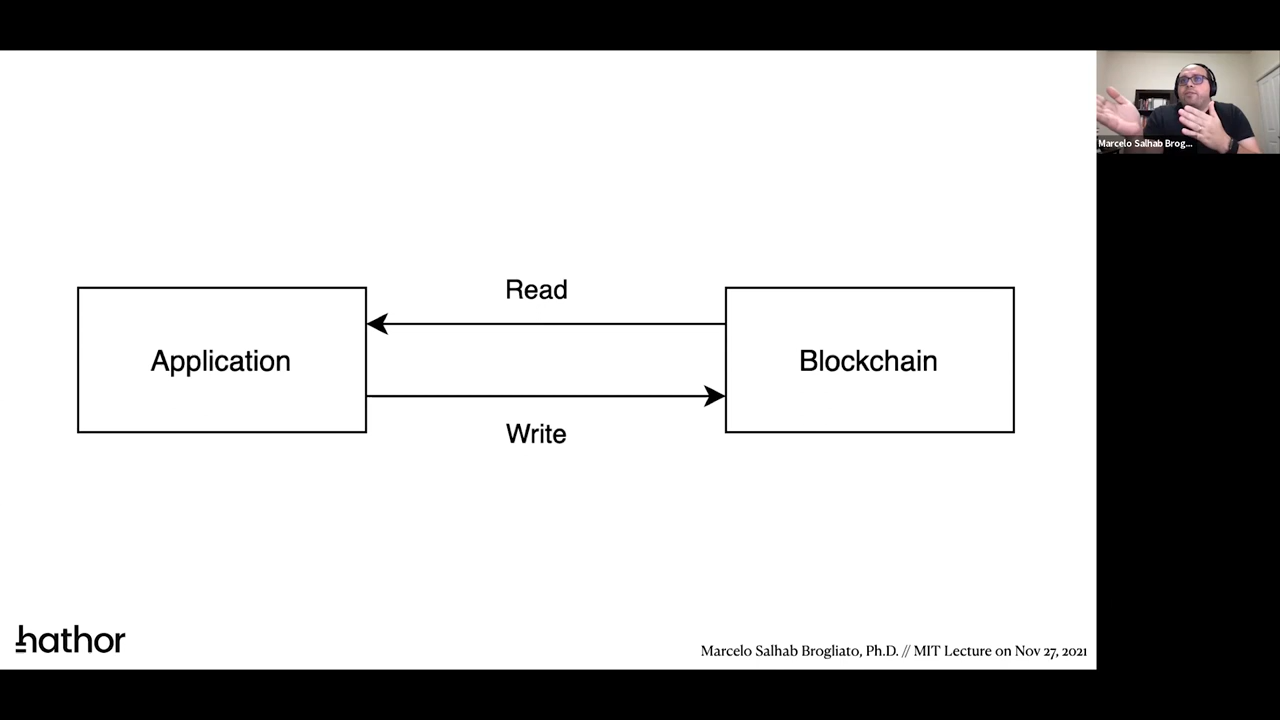 Marcelo Salhab Brog...
Read
Application
Blockchain
Write
hathor
Marcelo Salhab Brogliato, Ph.D. // MIT Lecture on Nov 27, 2021